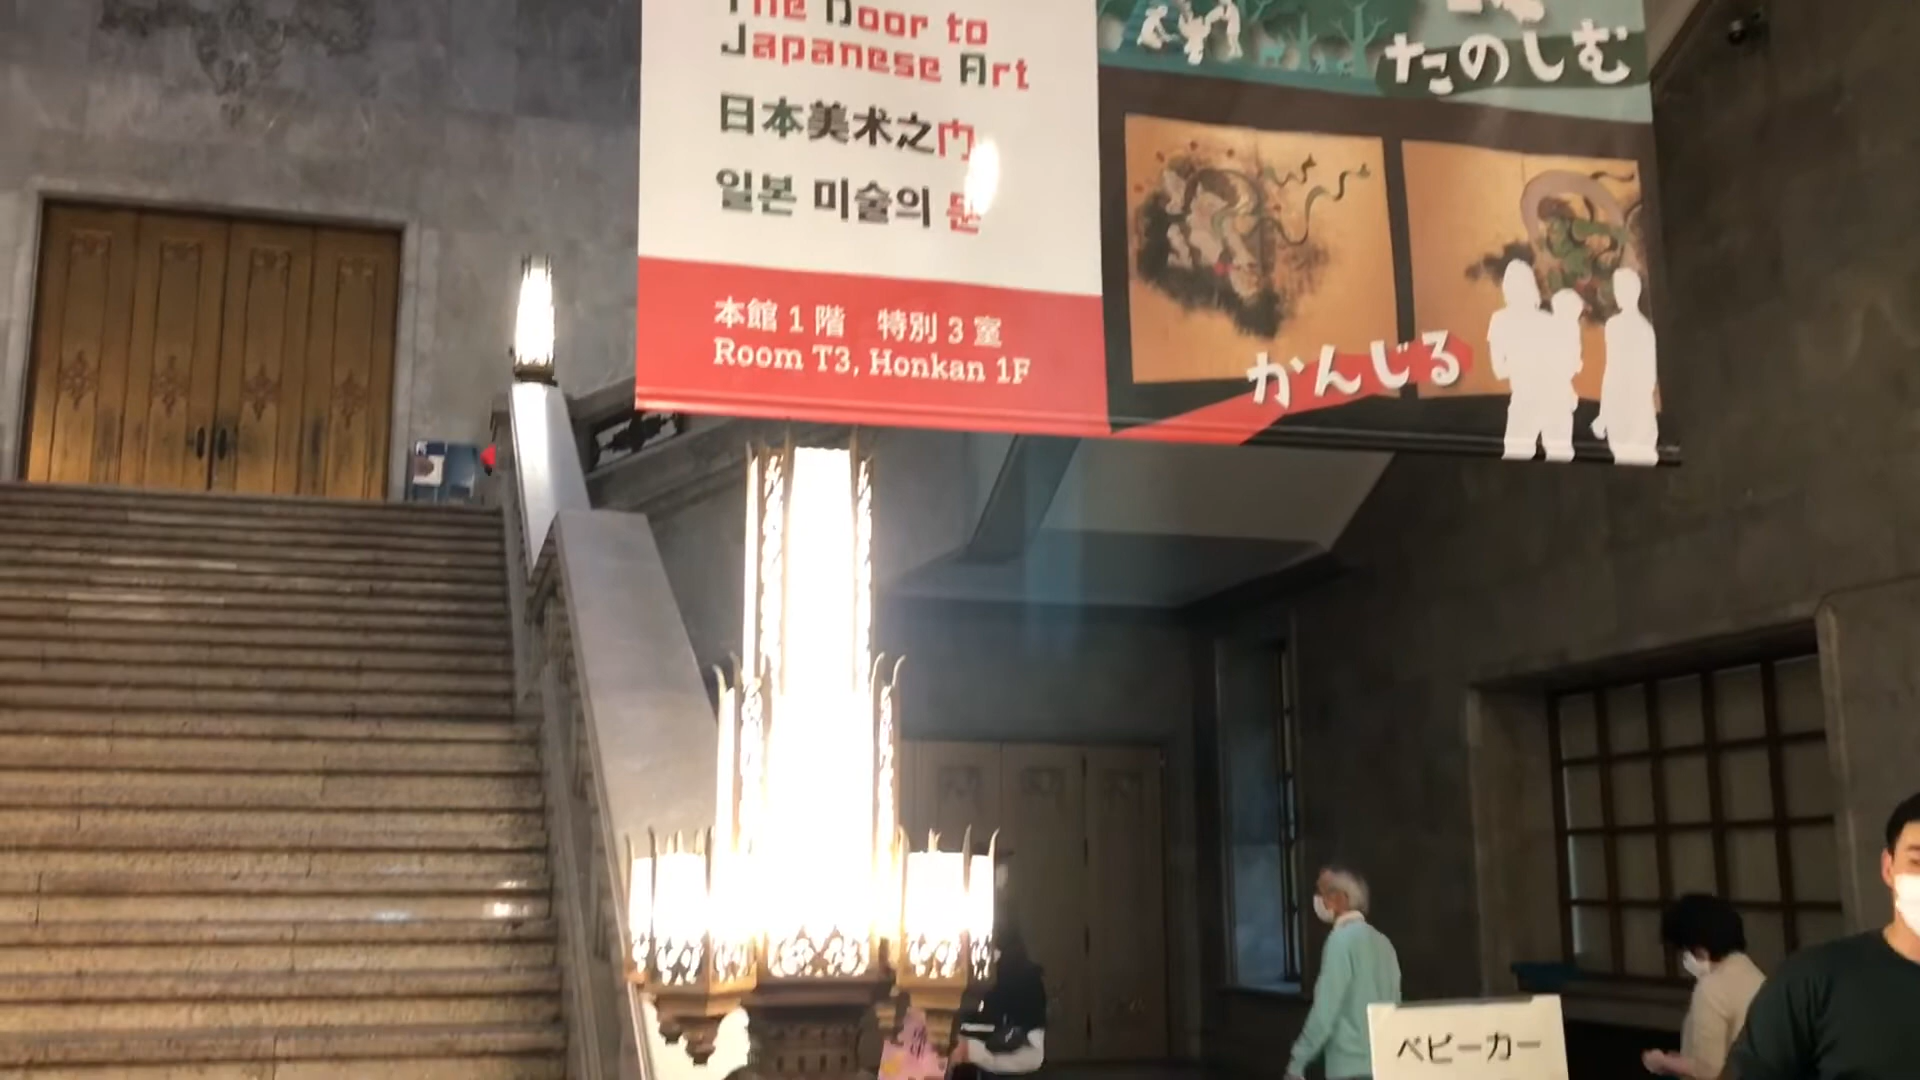 The Door to
Japanese Art
日本美术之门
일본 미술의 문
本館 1 階 特別 3 室
Room T3, Honkan 1F
たのしむ
かんじる
ベビーカー